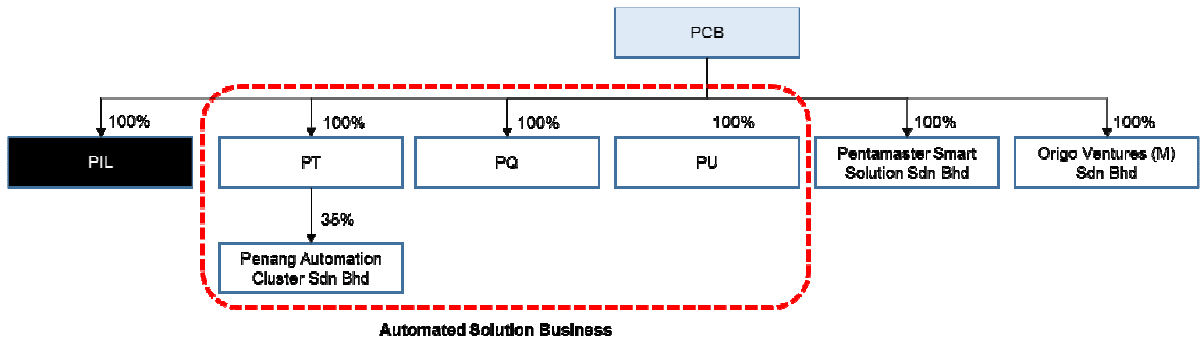 PCB
100%
100%
100%
100%
100%
100%
PIL
PT
PQ
PU
Pentamaster Smart
Solution Sdn Bhd
Origo Ventures (M)
Sdn Bhd
35%
Penang Automation
Cluster Sdn Bhd
Automated Solution Business